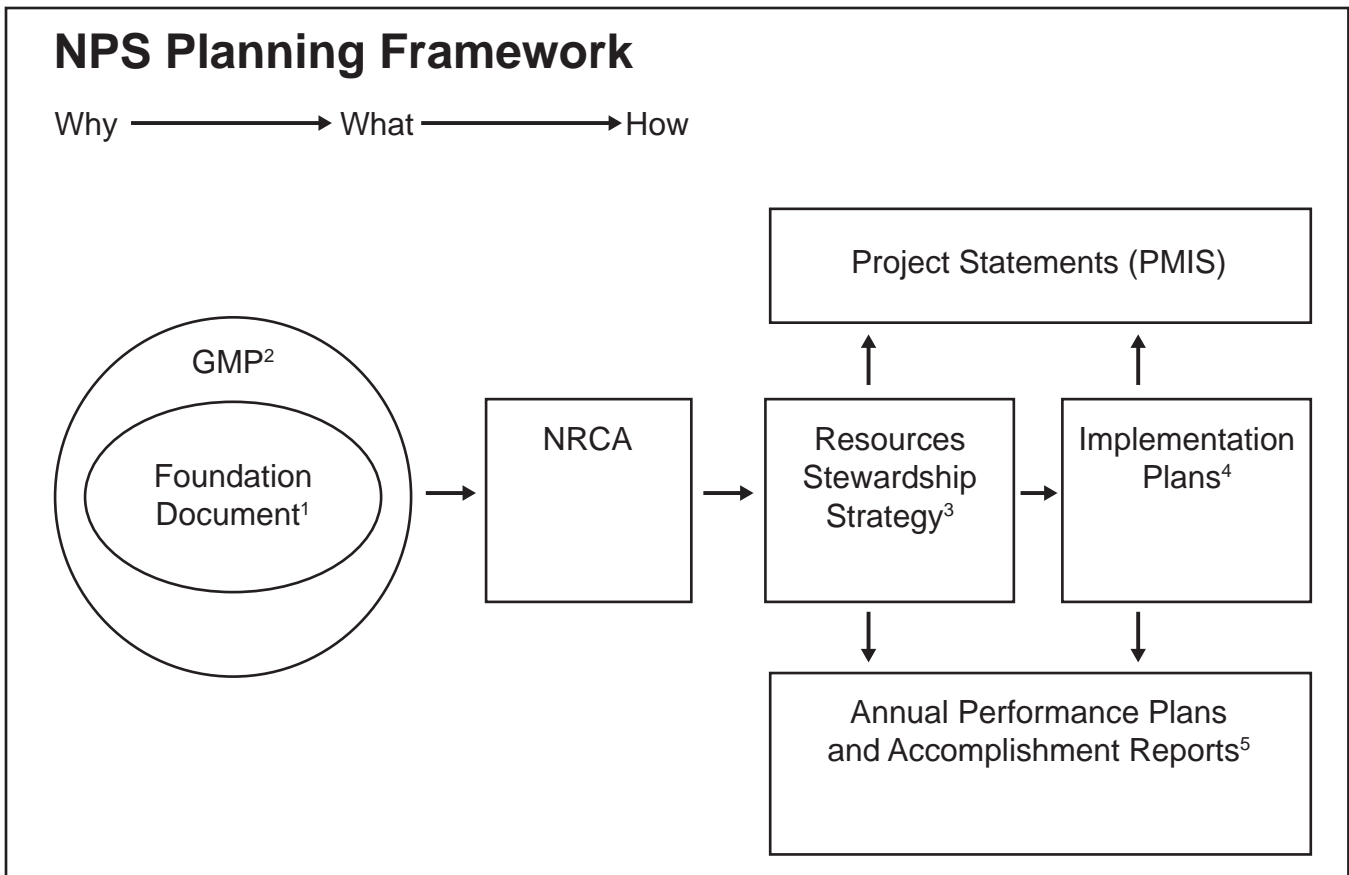 NPS Planning Framework
Why What How
Project Statements (PMIS)
GMP²
Foundation
Document¹
NRCA
Resources
Stewardship
Strategy³
Implementation
Plans⁴
Annual Performance Plans
and Accomplishment Reports⁵